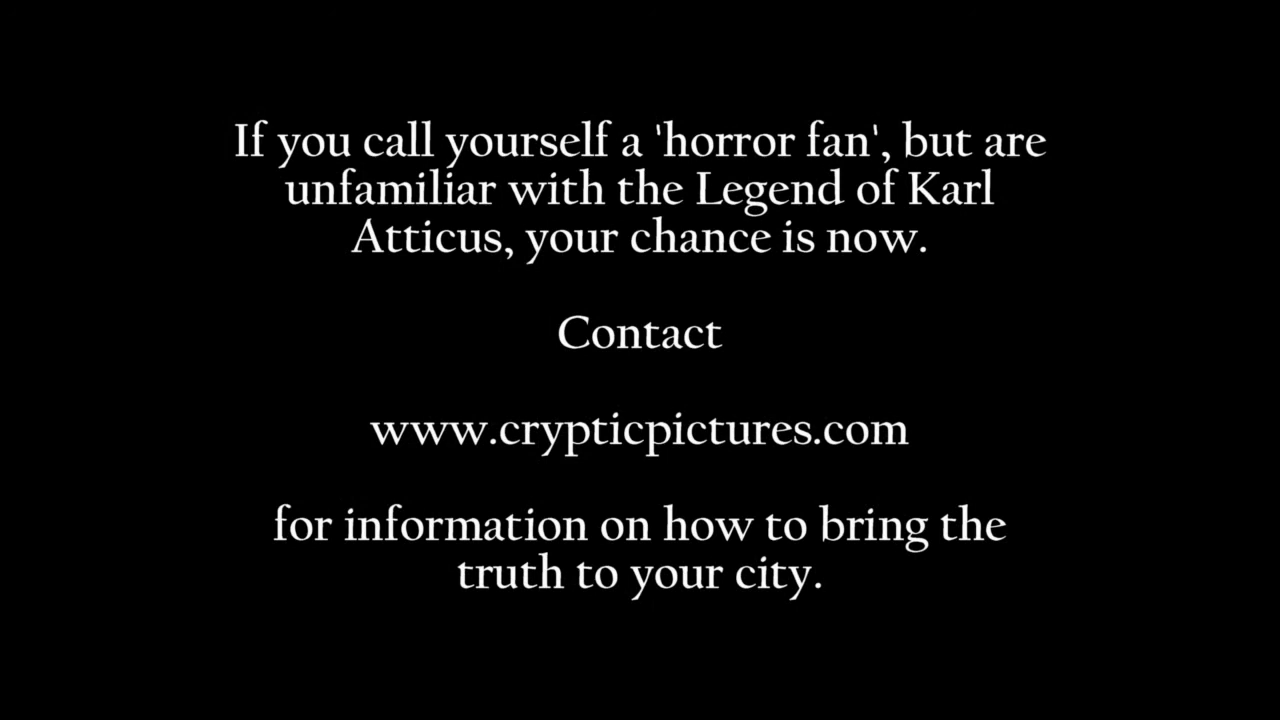 If you call yourself a 'horror fan', but are
unfamiliar with the Legend of Karl
Atticus, your chance is now.
Contact
www.crypticpictures.com
for information on how to bring the
truth to your city.